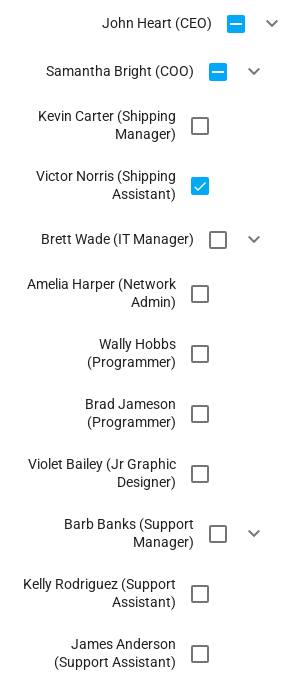 John Heart (CEO)
Samantha Bright (COO)
Kevin Carter (Shipping
Manager)
Victor Norris (Shipping
Assistant)
Brett Wade (IT Manager)
Amelia Harper (Network
Admin)
Wally Hobbs
(Programmer)
Brad Jameson
(Programmer)
Violet Bailey (Jr Graphic
Designer)
Barb Banks (Support
Manager)
Kelly Rodriguez (Support
Assistant)
James Anderson
(Support Assistant)